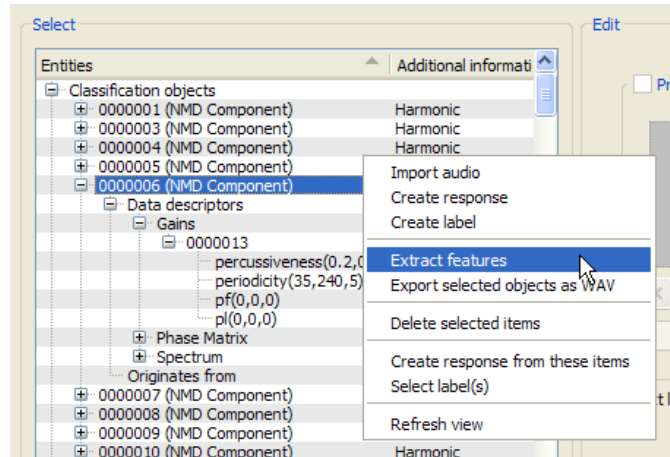 Select
Edit
Entities
Additional informati
Classification objects
0000001 (NMD Component) Harmonic
0000003 (NMD Component) Harmonic
0000004 (NMD Component) Harmonic
0000005 (NMD Component)
0000006 (NMD Component)
Data descriptors
Gains
0000013
percussiveness(0.2,0
periodicity(35,240,5)
pf(0,0,0)
pl(0,0,0)
Phase Matrix
Spectrum
Originates from
0000007 (NMD Component)
0000008 (NMD Component)
0000009 (NMD Component)
0000010 (NMD Component) Harmonic
Import audio
Create response
Create label
Extract features
Export selected objects as WAV
Delete selected items
Create response from these items
Select label(s)
Refresh view
Pr